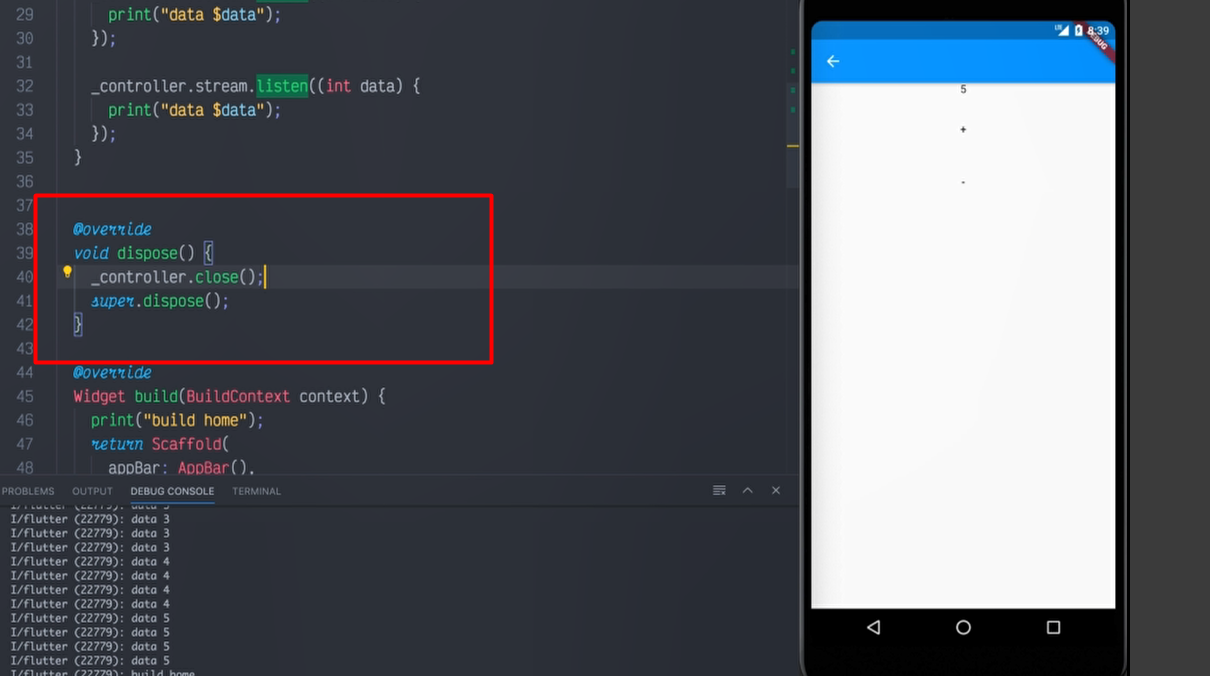 29 print("data $data");
30 });
31
32 _controller.stream.listen((int data) {
33 print("data $data");
34 });
35 }
36
37
38 @override
39 void dispose() {
40 _controller.close();
41 super.dispose();
42 }
43
44 @override
45 Widget build(BuildContext context) {
46 print("build home");
47 return Scaffold(
48 appBar: AppBar(),
PROBLEMS OUTPUT DEBUG CONSOLE TERMINAL
I/flutter (22779): data 3
I/flutter (22779): data 3
I/flutter (22779): data 3
I/flutter (22779): data 3
I/flutter (22779): data 4
I/flutter (22779): data 4
I/flutter (22779): data 4
I/flutter (22779): data 4
I/flutter (22779): data 5
I/flutter (22779): data 5
I/flutter (22779): data 5
I/flutter (22779): data 5
I/flutter (22779): build home
LTE 8:39
DEBUG
5
+
-